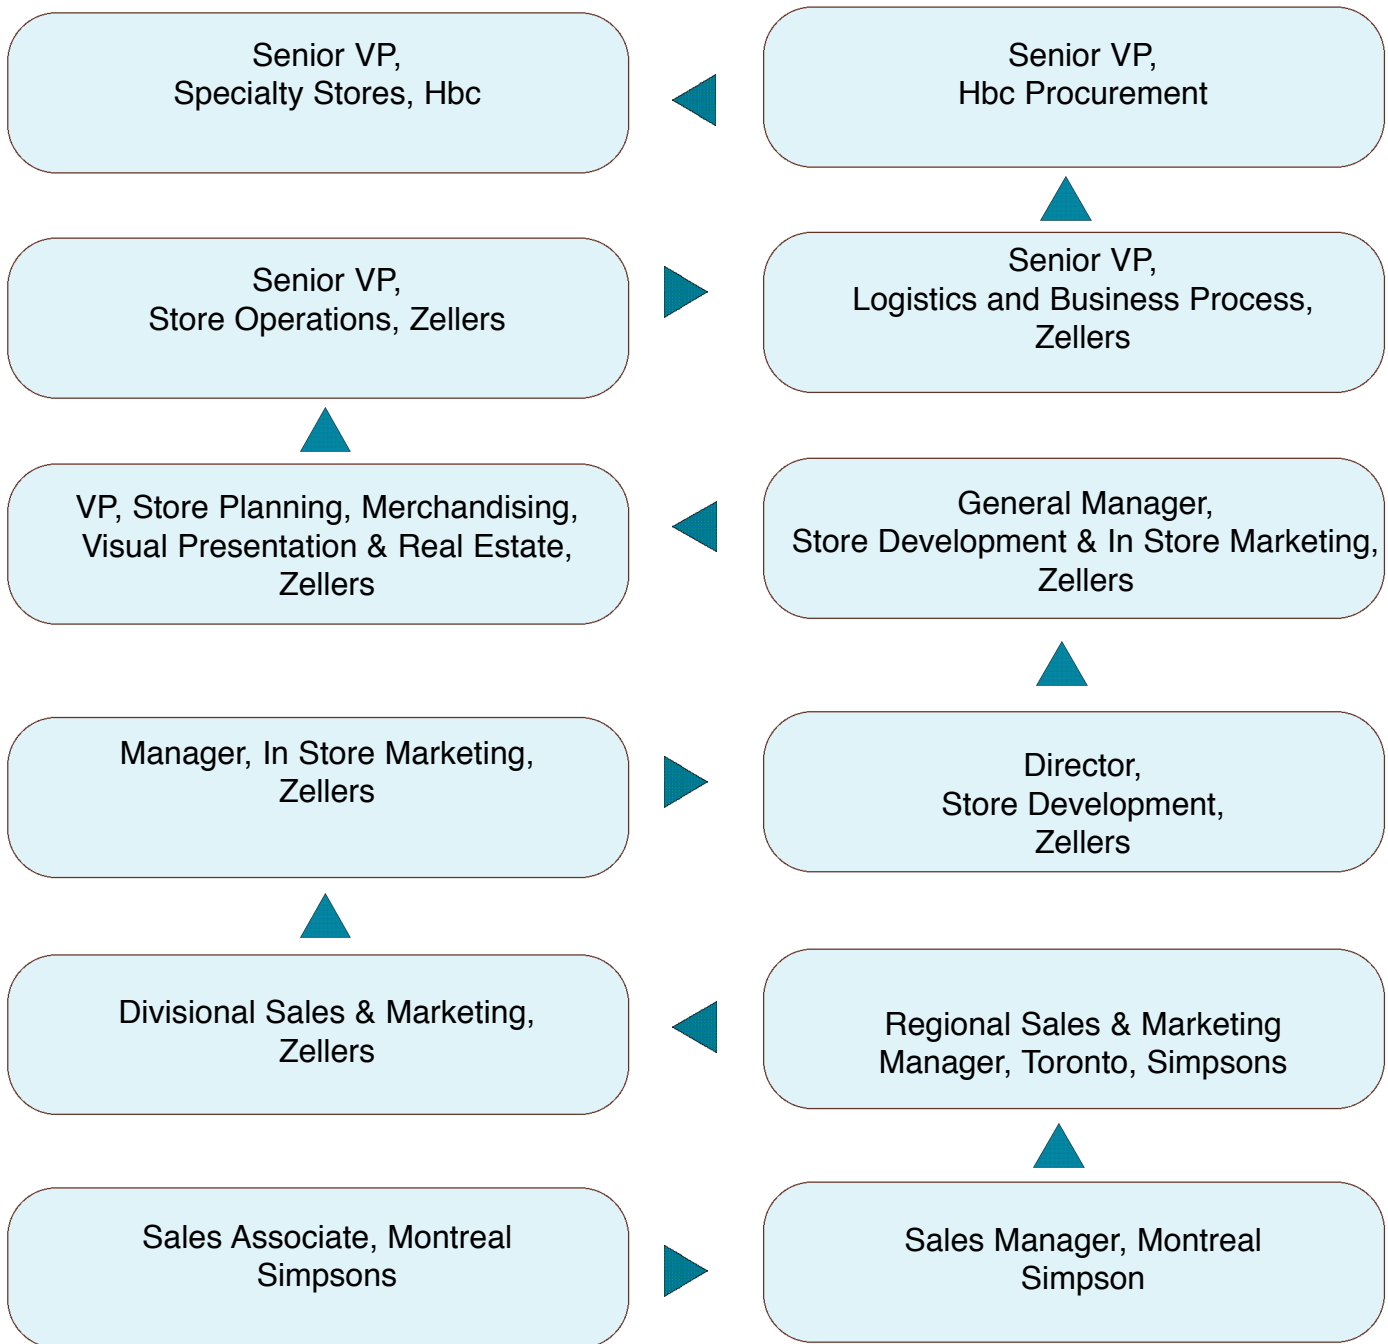 Senior VP,
Specialty Stores, Hbc
Senior VP,
Hbc Procurement
Senior VP,
Store Operations, Zellers
Senior VP,
Logistics and Business Process,
Zellers
VP, Store Planning, Merchandising,
Visual Presentation & Real Estate,
Zellers
General Manager,
Store Development & In Store Marketing,
Zellers
Manager, In Store Marketing,
Zellers
Director,
Store Development,
Zellers
Divisional Sales & Marketing,
Zellers
Regional Sales & Marketing
Manager, Toronto, Simpsons
Sales Associate, Montreal
Simpsons
Sales Manager, Montreal
Simpson